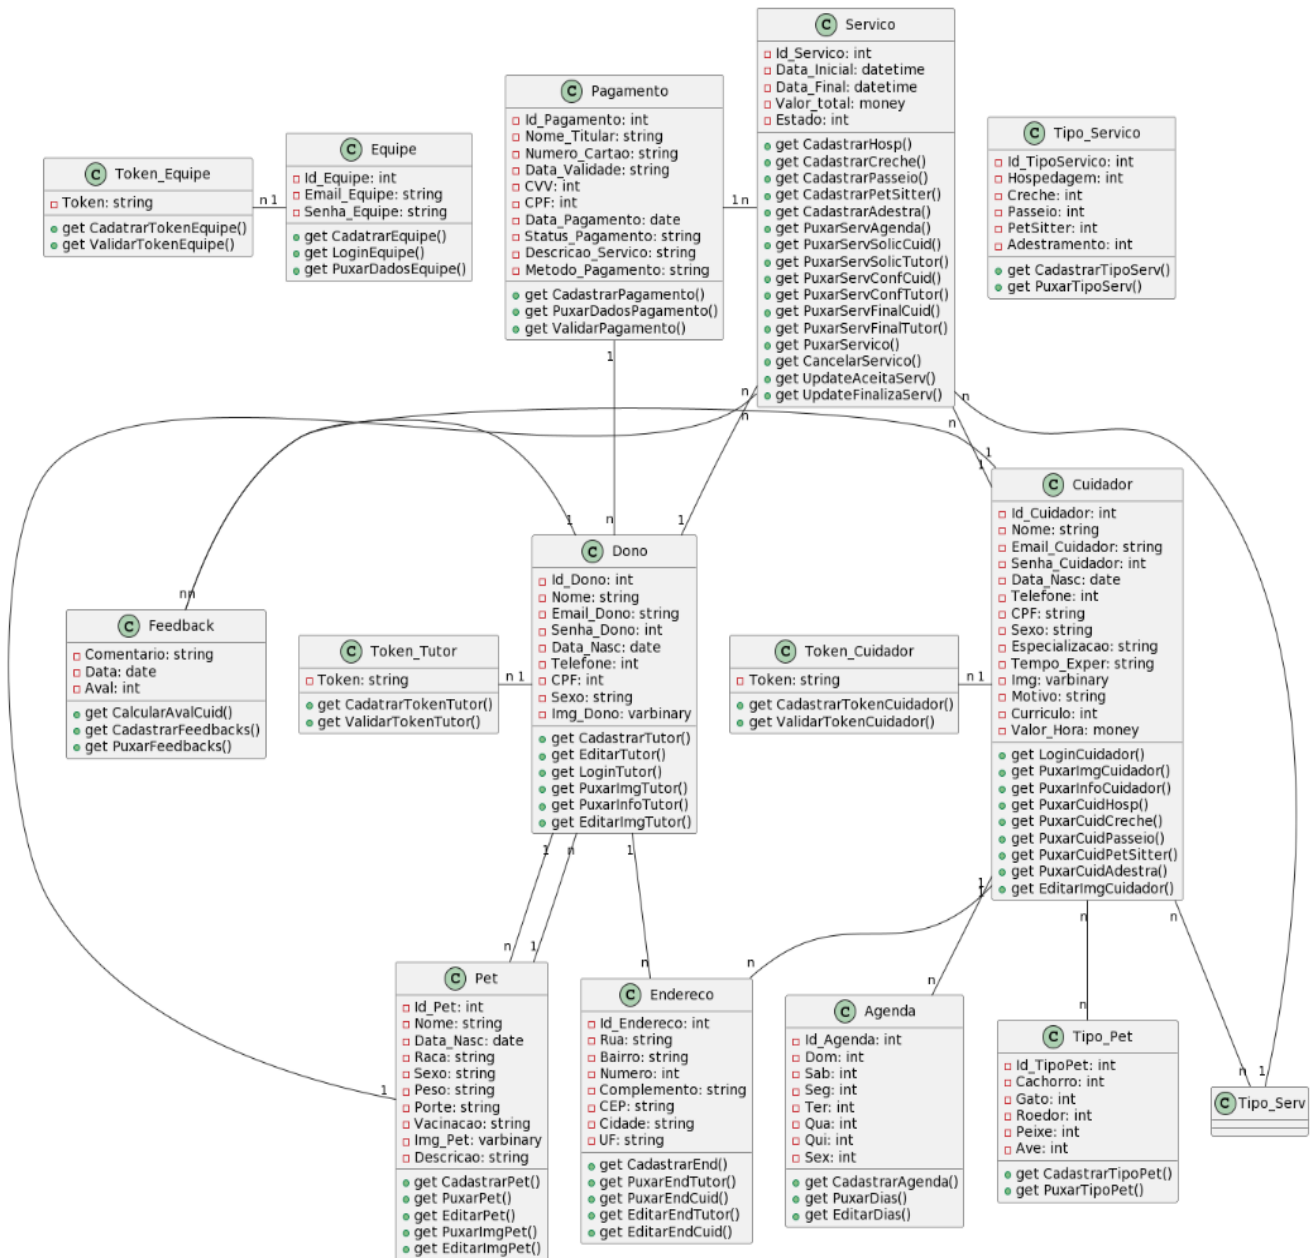 C Servico
Id_Servico: int
Data_Inicial: datetime
Data_Final: datetime
Valor_total: money
Estado: int
get CadastrarHosp()
get CadastrarCreche()
get CadastrarPasseio()
get CadastrarPetSitter()
get CadastrarAdestra()
get PuxarServAgenda()
get PuxarServSolicCuid()
get PuxarServSolicTutor()
get PuxarServConfCuid()
get PuxarServConfTutor()
get PuxarServFinalCuid()
get PuxarServFinalTutor()
get PuxarServico()
get CancelarServico()
get UpdateAceitaServ()
get UpdateFinalizaServ()
C Pagamento
Id_Pagamento: int
Nome_Titular: string
Numero_Cartao: string
Data_Validade: string
CVV: int
CPF: int
Data_Pagamento: date
Status_Pagamento: string
Descricao_Servico: string
Metodo_Pagamento: string
get CadastrarPagamento()
get PuxarDadosPagamento()
get ValidarPagamento()
C Tipo_Servico
Id_TipoServico: int
Hospedagem: int
Creche: int
Passeio: int
PetSitter: int
Adestramento: int
get CadastrarTipoServ()
get PuxarTipoServ()
C Equipe
Id_Equipe: int
Email_Equipe: string
Senha_Equipe: string
get CadatrarEquipe()
get LoginEquipe()
get PuxarDadosEquipe()
C Token_Equipe
Token: string
get CadatrarTokenEquipe()
get ValidarTokenEquipe()
n 1
1 n
1
n
n
n
n
1
1
1
n
1
nn
C Cuidador
Id_Cuidador: int
Nome: string
Email_Cuidador: string
Senha_Cuidador: int
Data_Nasc: date
Telefone: int
CPF: string
Sexo: string
Especializacao: string
Tempo_Exper: string
Img: varbinary
Motivo: string
Curriculo: int
Valor_Hora: money
get LoginCuidador()
get PuxarImgCuidador()
get PuxarInfoCuidador()
get PuxarCuidHosp()
get PuxarCuidCreche()
get PuxarCuidPasseio()
get PuxarCuidPetSitter()
get PuxarCuidAdestra()
get EditarImgCuidador()
C Dono
Id_Dono: int
Nome: string
Email_Dono: string
Senha_Dono: int
Data_Nasc: date
Telefone: int
CPF: int
Sexo: string
Img_Dono: varbinary
get CadastrarTutor()
get EditarTutor()
get LoginTutor()
get PuxarImgTutor()
get PuxarInfoTutor()
get EditarImgTutor()
C Feedback
Comentario: string
Data: date
Aval: int
get CalcularAvalCuid()
get CadastrarFeedbacks()
get PuxarFeedbacks()
C Token_Tutor
Token: string
get CadatrarTokenTutor()
get ValidarTokenTutor()
n 1
C Token_Cuidador
Token: string
get CadastrarTokenCuidador()
get ValidarTokenCuidador()
n 1
1
n
1
1
1
n
n
n
1
n
n
n
n
n
1
1
C Pet
Id_Pet: int
Nome: string
Data_Nasc: date
Raca: string
Sexo: string
Peso: string
Porte: string
Vacinacao: string
Img_Pet: varbinary
Descricao: string
get CadastrarPet()
get PuxarPet()
get EditarPet()
get PuxarImgPet()
get EditarImgPet()
C Endereco
Id_Endereco: int
Rua: string
Bairro: string
Numero: int
Complemento: string
CEP: string
Cidade: string
UF: string
get CadastrarEnd()
get PuxarEndTutor()
get PuxarEndCuid()
get EditarEndTutor()
get EditarEndCuid()
C Agenda
Id_Agenda: int
Dom: int
Sab: int
Seg: int
Ter: int
Qua: int
Qui: int
Sex: int
get CadastrarAgenda()
get PuxarDias()
get EditarDias()
C Tipo_Pet
Id_TipoPet: int
Cachorro: int
Gato: int
Roedor: int
Peixe: int
Ave: int
get CadastrarTipoPet()
get PuxarTipoPet()
C Tipo_Serv